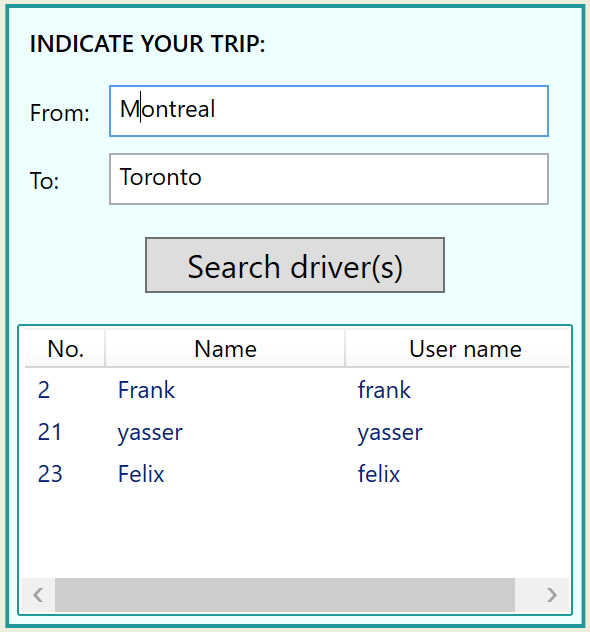 INDICATE YOUR TRIP:
From: Montreal
To: Toronto
Search driver(s)
No. Name User name
2 Frank frank
21 yasser yasser
23 Felix felix